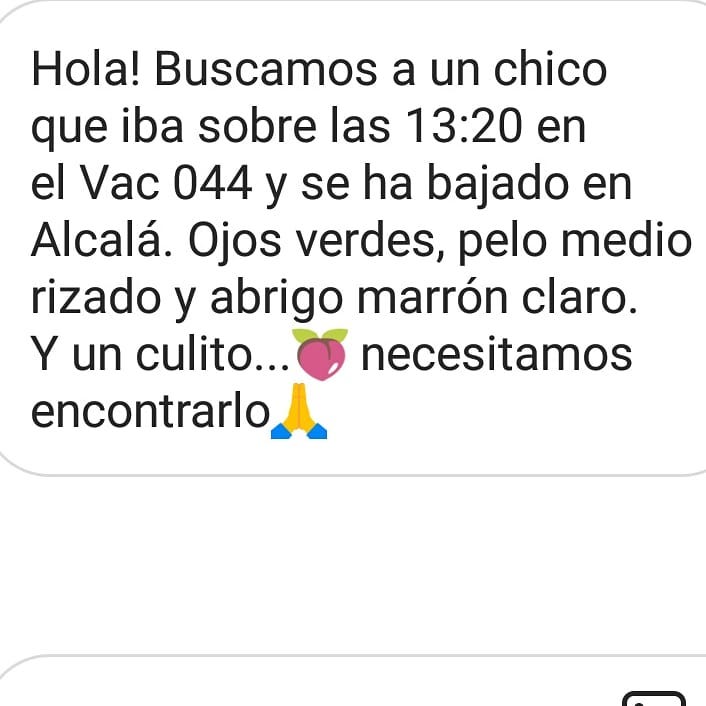 Hola! Buscamos a un chico
que iba sobre las 13:20 en
el Vac 044 y se ha bajado en
Alcalá. Ojos verdes, pelo medio
rizado y abrigo marrón claro.
Y un culito...🍑 necesitamos
encontrarlo🙏